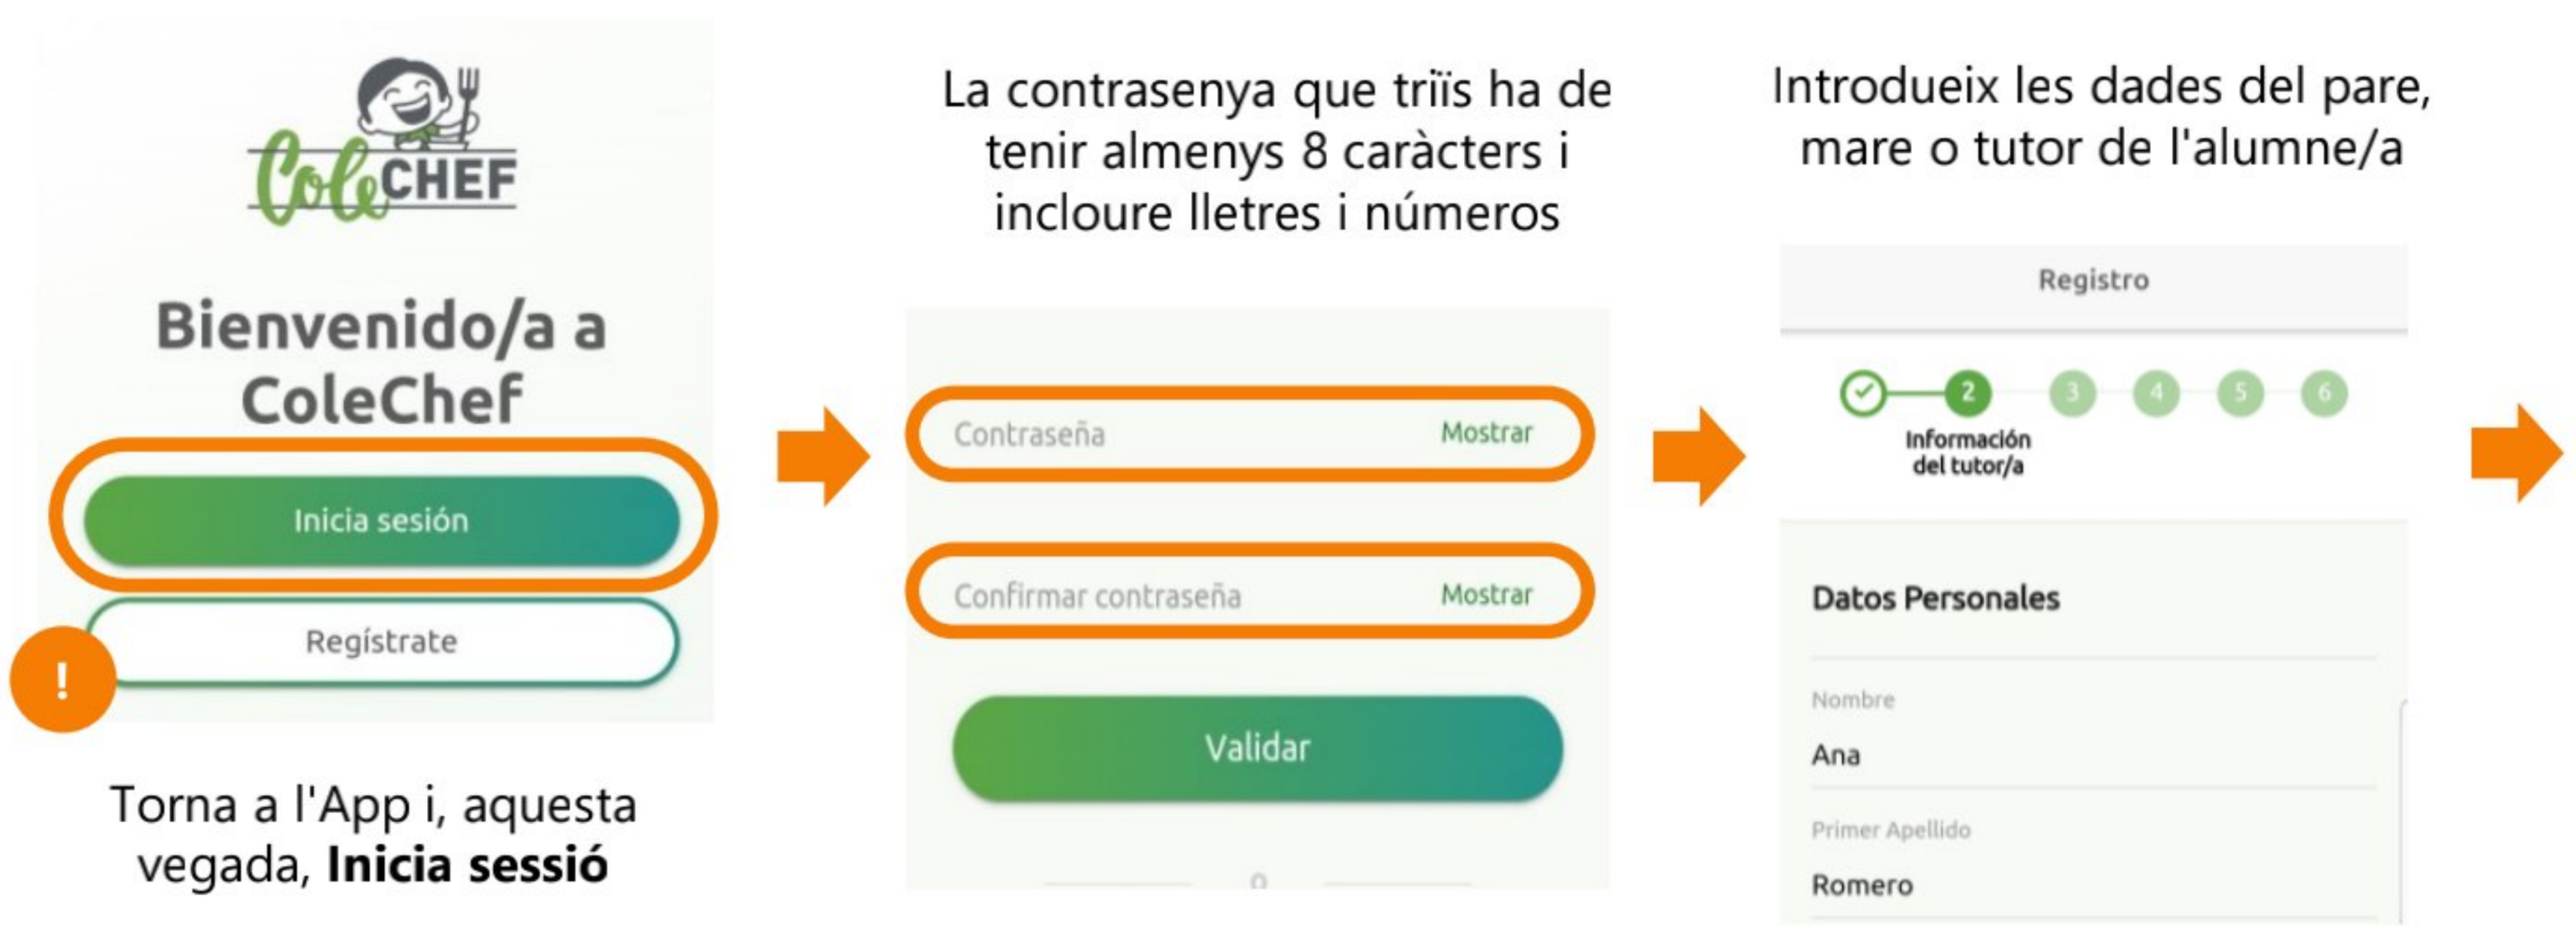 ColeCHEF
Bienvenido/a a
ColeChef
Inicia sesión
Regístrate
!
Torna a l'App i, aquesta
vegada, Inicia sessió
La contrasenya que triïs ha de
tenir almenys 8 caràcters i
incloure lletres i números
Contraseña Mostrar
Confirmar contraseña Mostrar
Validar
o
Introdueix les dades del pare,
mare o tutor de l'alumne/a
Registro
2 3 4 5 6
Información
del tutor/a
Datos Personales
Nombre
Ana
Primer Apellido
Romero